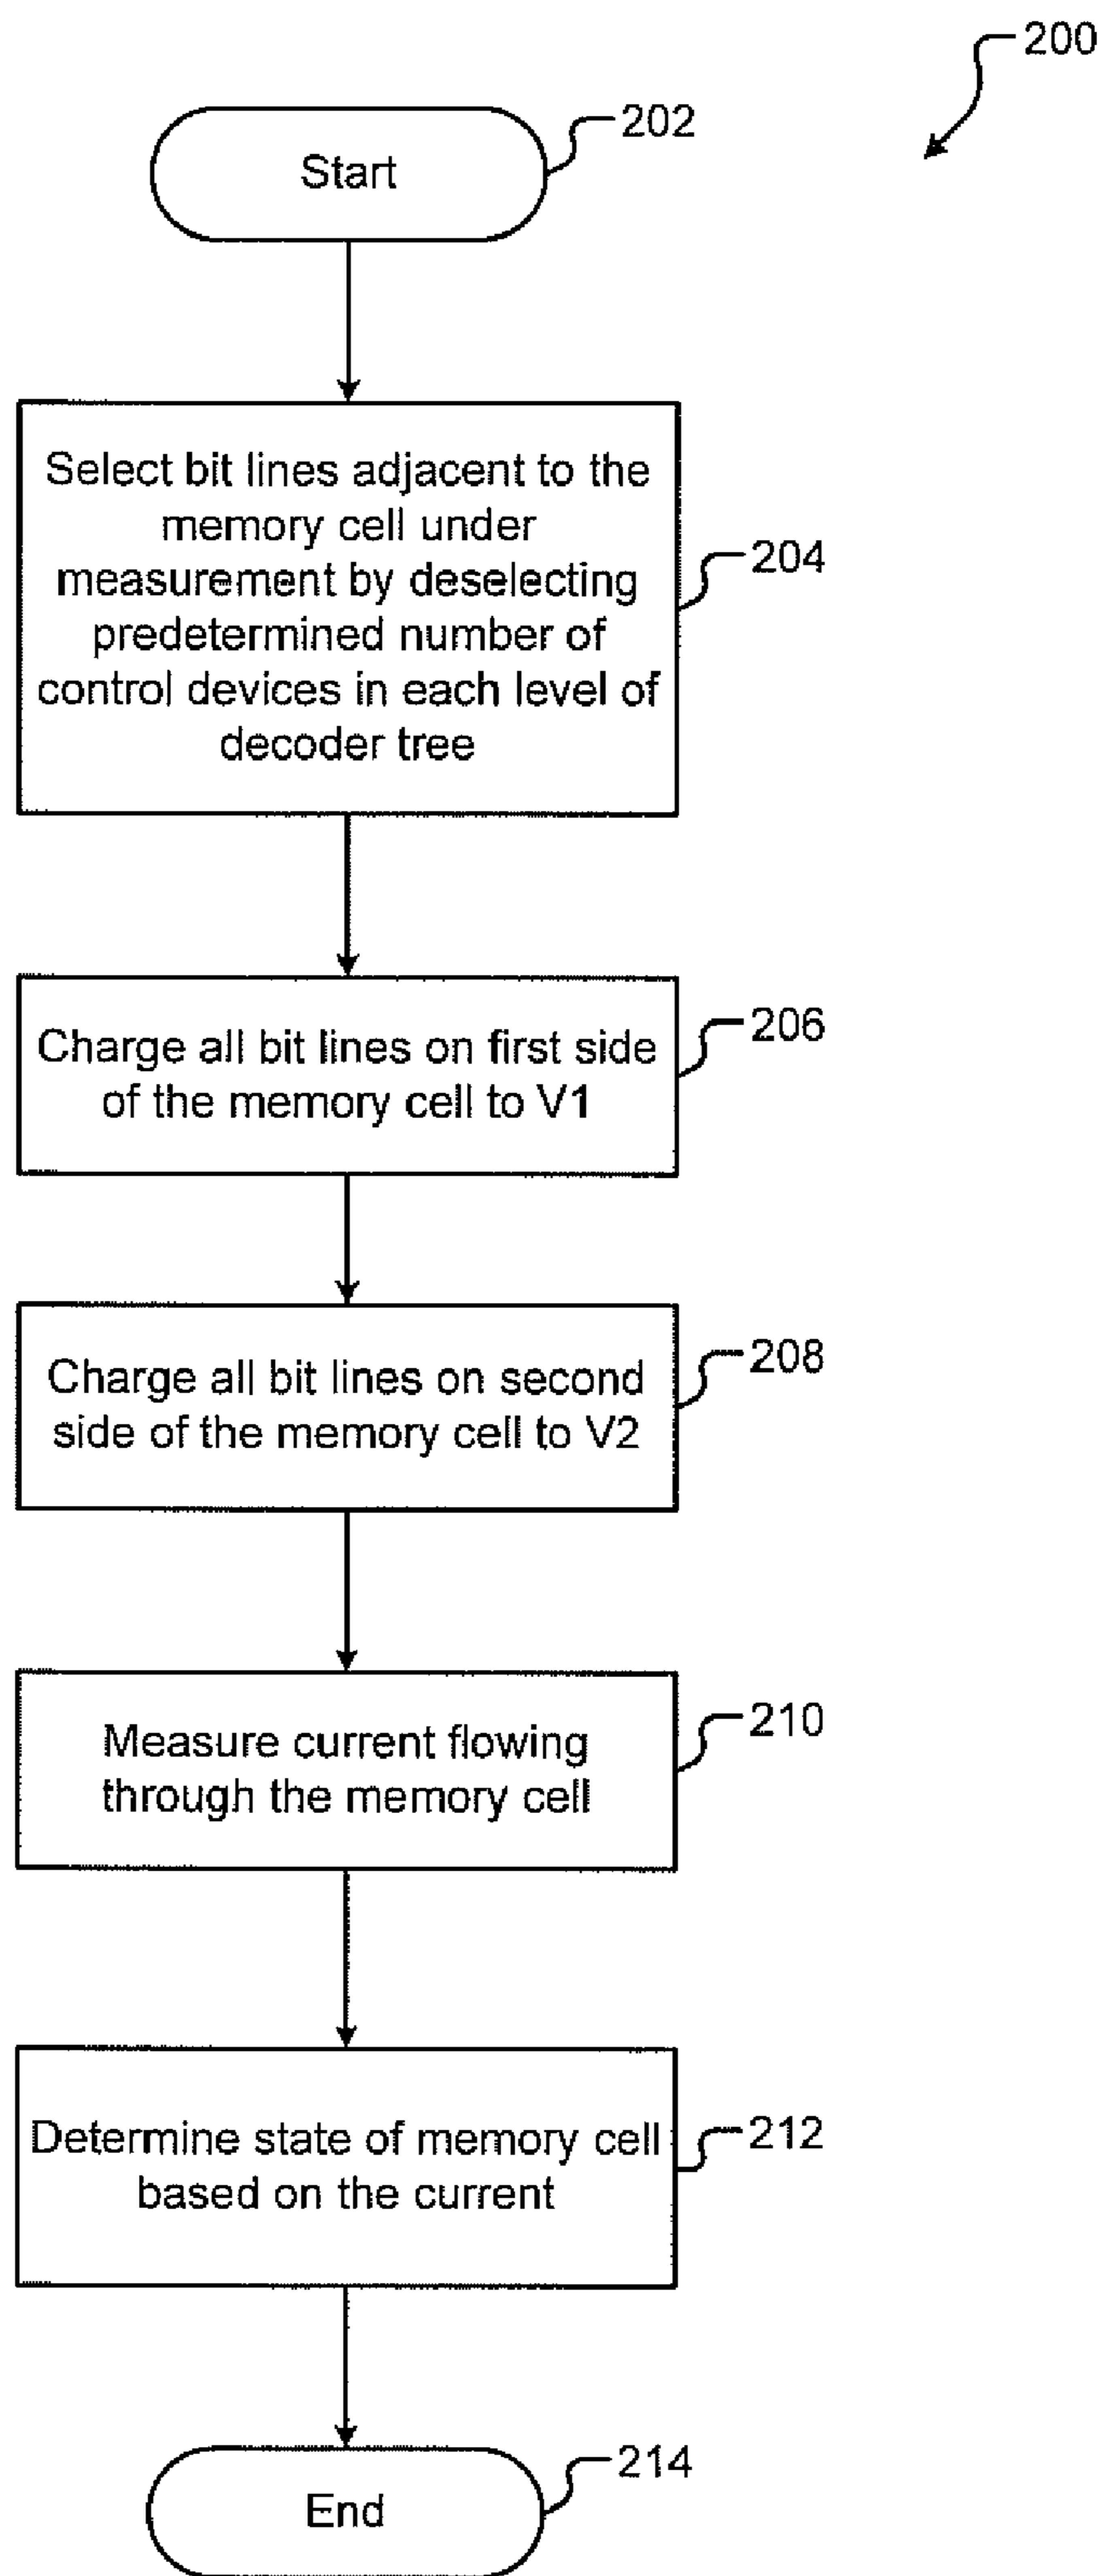 200
Start
202
Select bit lines adjacent to the
memory cell under
measurement by deselecting
predetermined number of
control devices in each level of
decoder tree
204
Charge all bit lines on first side
of the memory cell to V1
206
Charge all bit lines on second
side of the memory cell to V2
208
Measure current flowing
through the memory cell
210
Determine state of memory cell
based on the current
212
End
214